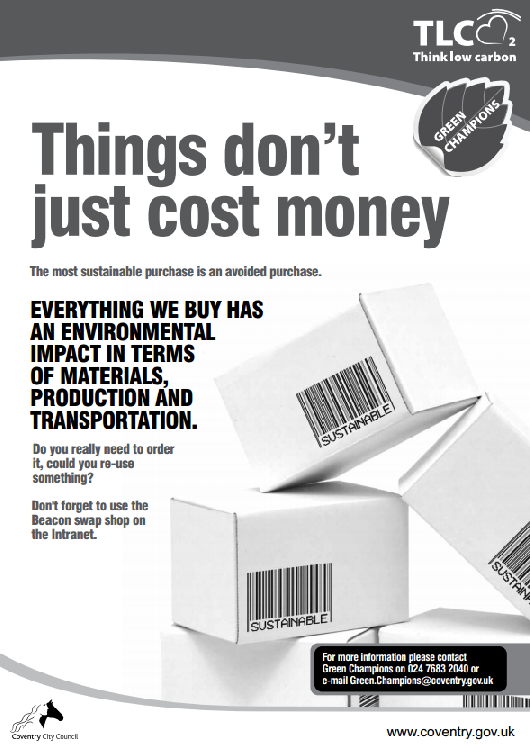 TLC
2
Think low carbon
GREEN
CHAMPIONS
Things don't
just cost money
The most sustainable purchase is an avoided purchase.
EVERYTHING WE BUY HAS
AN ENVIRONMENTAL
IMPACT IN TERMS
OF MATERIALS,
PRODUCTION AND
TRANSPORTATION.
Do you really need to order
it, could you re-use
something?
Don't forget to use the
Beacon swap shop on
the Intranet.
SUSTAINABLE
SUSTAINABLE
SUSTAIN
For more information please contact
Green Champions on 024 7683 2040 or
e-mail Green.Champions@coventry.gov.uk
Coventry City Council
www.coventry.gov.uk